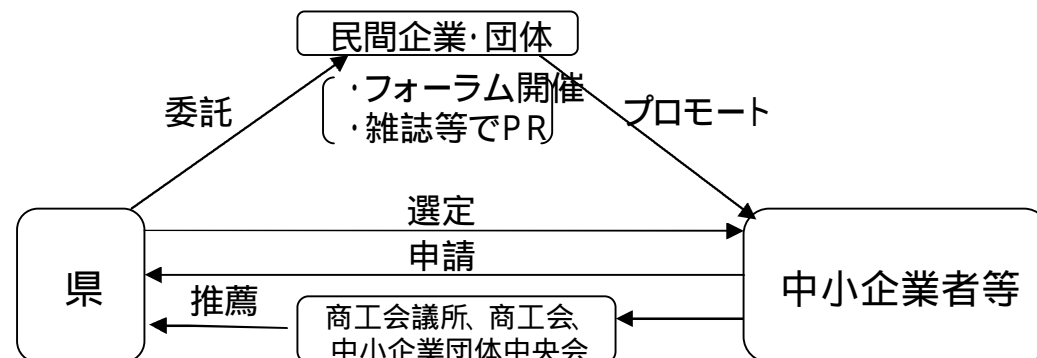 民間企業・団体
・フォーラム開催
・雑誌等でPR
委託
プロモート
選定
申請
県
中小企業者等
推薦
商工会議所、商工会、
中小企業団体中央会